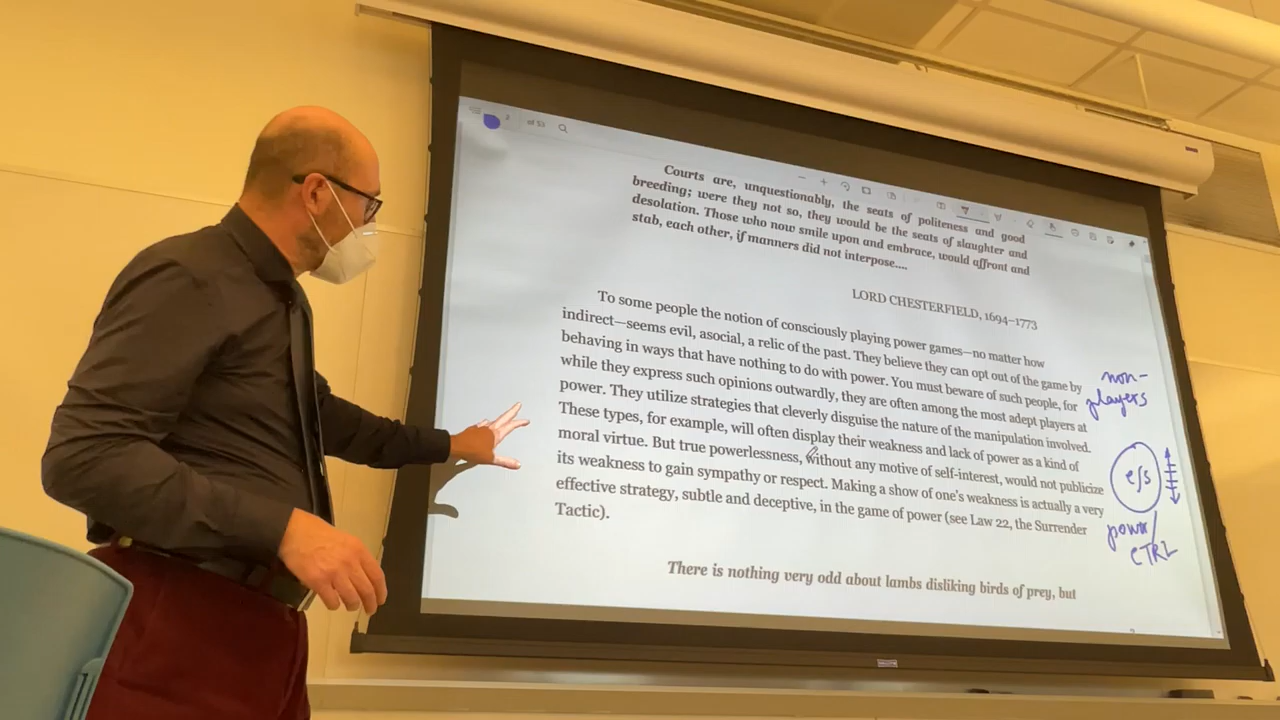 2 of 53
Courts are, unquestionably, the seats of politeness and good
breeding; were they not so, they would be the seats of slaughter and
desolation. Those who now smile upon and embrace, would affront and
stab, each other, if manners did not interpose....
LORD CHESTERFIELD, 1694–1773
To some people the notion of consciously playing power games—no matter how
indirect—seems evil, asocial, a relic of the past. They believe they can opt out of the game by
behaving in ways that have nothing to do with power. You must beware of such people, for
while they express such opinions outwardly, they are often among the most adept players at
power. They utilize strategies that cleverly disguise the nature of the manipulation involved.
These types, for example, will often display their weakness and lack of power as a kind of
moral virtue. But true powerlessness, without any motive of self-interest, would not publicize
its weakness to gain sympathy or respect. Making a show of one's weakness is actually a very
effective strategy, subtle and deceptive, in the game of power (see Law 22, the Surrender
Tactic).
There is nothing very odd about lambs disliking birds of prey, but
non-
players
e/s
power/
CTRL